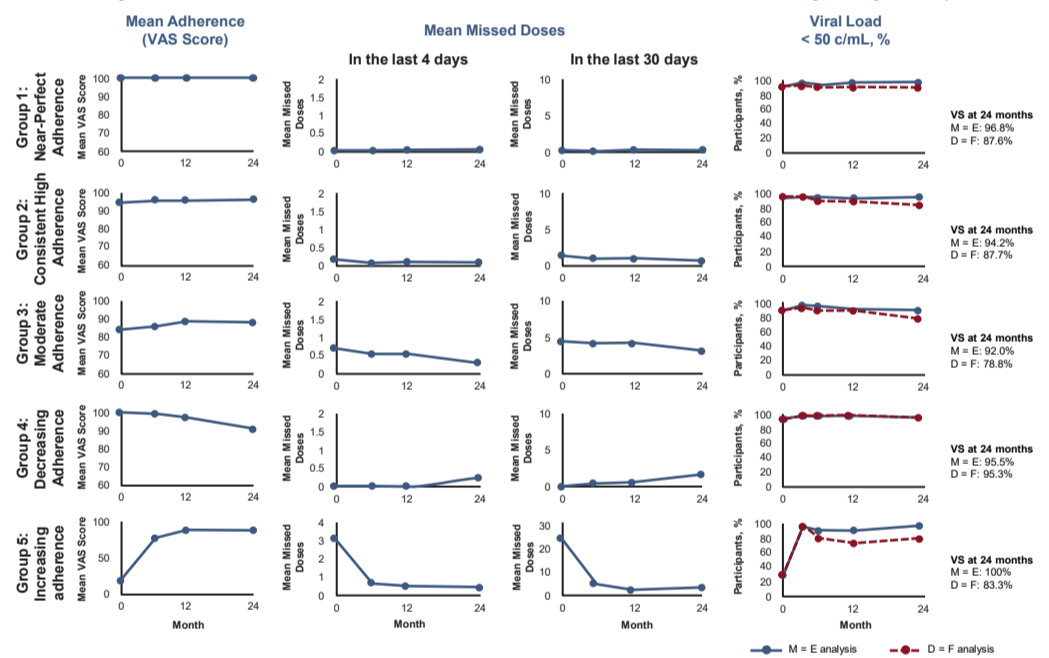 Mean Adherence
(VAS Score)
Mean Missed Doses
Viral Load
< 50 c/mL, %
In the last 4 days
In the last 30 days
Group 1:
Near-Perfect
Adherence
Mean VAS Score
100
90
80
70
60
0
12
24
Mean Missed
Doses
2
1.5
1
0.5
0
0
12
24
Mean Missed
Doses
10
5
0
0
12
24
Participants, %
100
80
60
40
20
0
0
12
24
VS at 24 months
M = E: 96.8%
D = F: 87.6%
Group 2:
Consistent High
Adherence
Mean VAS Score
100
90
80
70
60
0
12
24
Mean Missed
Doses
2
1.5
1
0.5
0
0
12
24
Mean Missed
Doses
10
5
0
0
12
24
Participants, %
100
80
60
40
20
0
0
12
24
VS at 24 months
M = E: 94.2%
D = F: 87.7%
Group 3:
Moderate
Adherence
Mean VAS Score
100
90
80
70
60
0
12
24
Mean Missed
Doses
2
1.5
1
0.5
0
0
12
24
Mean Missed
Doses
10
5
0
0
12
24
Participants, %
100
80
60
40
20
0
0
12
24
VS at 24 months
M = E: 92.0%
D = F: 78.8%
Group 4:
Decreasing
Adherence
Mean VAS Score
100
90
80
70
60
0
12
24
Mean Missed
Doses
2
1.5
1
0.5
0
0
12
24
Mean Missed
Doses
10
5
0
0
12
24
Participants, %
100
80
60
40
20
0
0
12
24
VS at 24 months
M = E: 95.5%
D = F: 95.3%
Group 5:
Increasing
adherence
Mean VAS Score
100
50
0
0
12
24
Month
Mean Missed
Doses
4
3
2
1
0
0
12
24
Month
Mean Missed
Doses
30
20
10
0
0
12
24
Month
Participants, %
100
80
60
40
20
0
0
12
24
Month
VS at 24 months
M = E: 100%
D = F: 83.3%
M = E analysis
D = F analysis